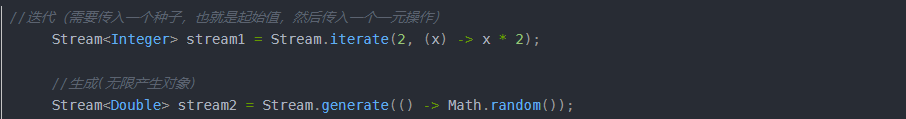 //迭代（需要传入一个种子，也就是起始值，然后传入一个一元操作）
Stream<Integer> stream1 = Stream.iterate(2, (x) -> x * 2);
//生成(无限产生对象)
Stream<Double> stream2 = Stream.generate(() -> Math.random());